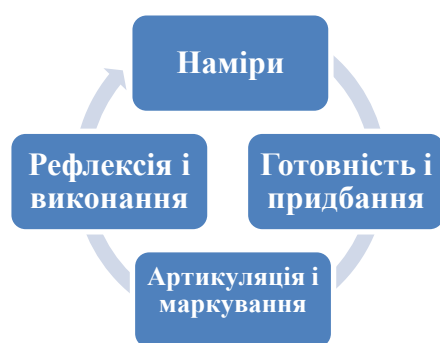 Наміри
Готовність і
придбання
Артикуляція і
маркування
Рефлексія і
виконання